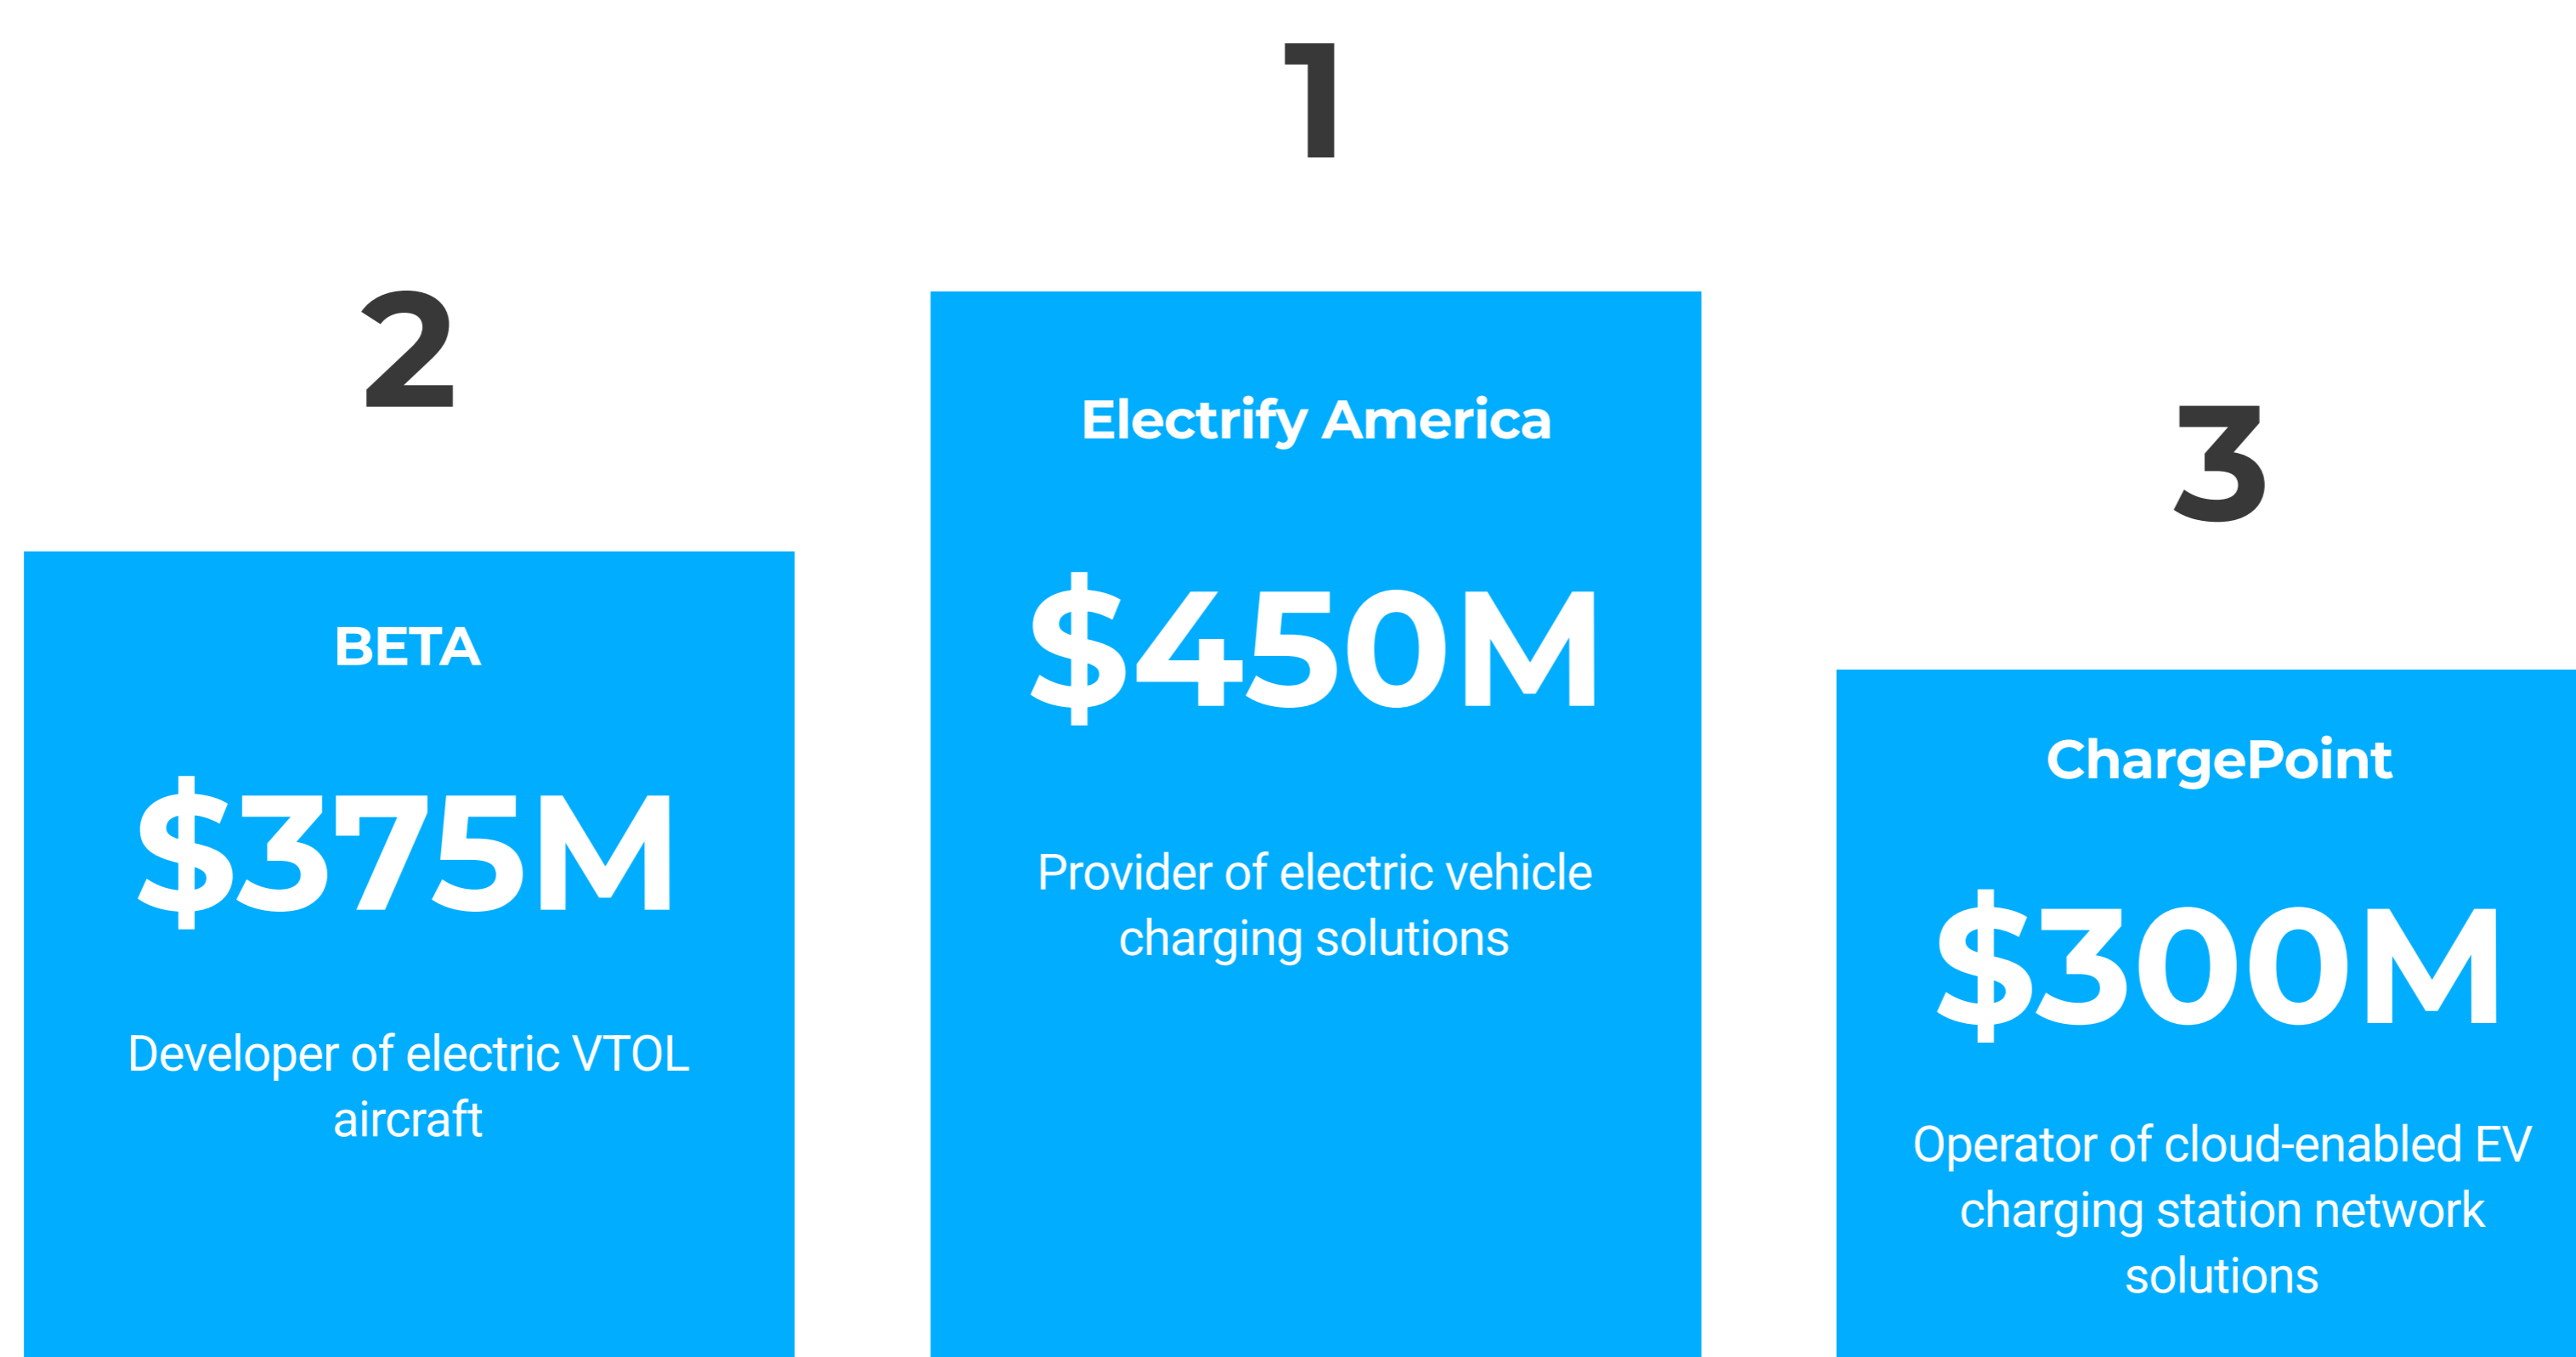 1
Electrify America
$450M
Provider of electric vehicle
charging solutions
2
BETA
$375M
Developer of electric VTOL
aircraft
3
ChargePoint
$300M
Operator of cloud-enabled EV
charging station network
solutions